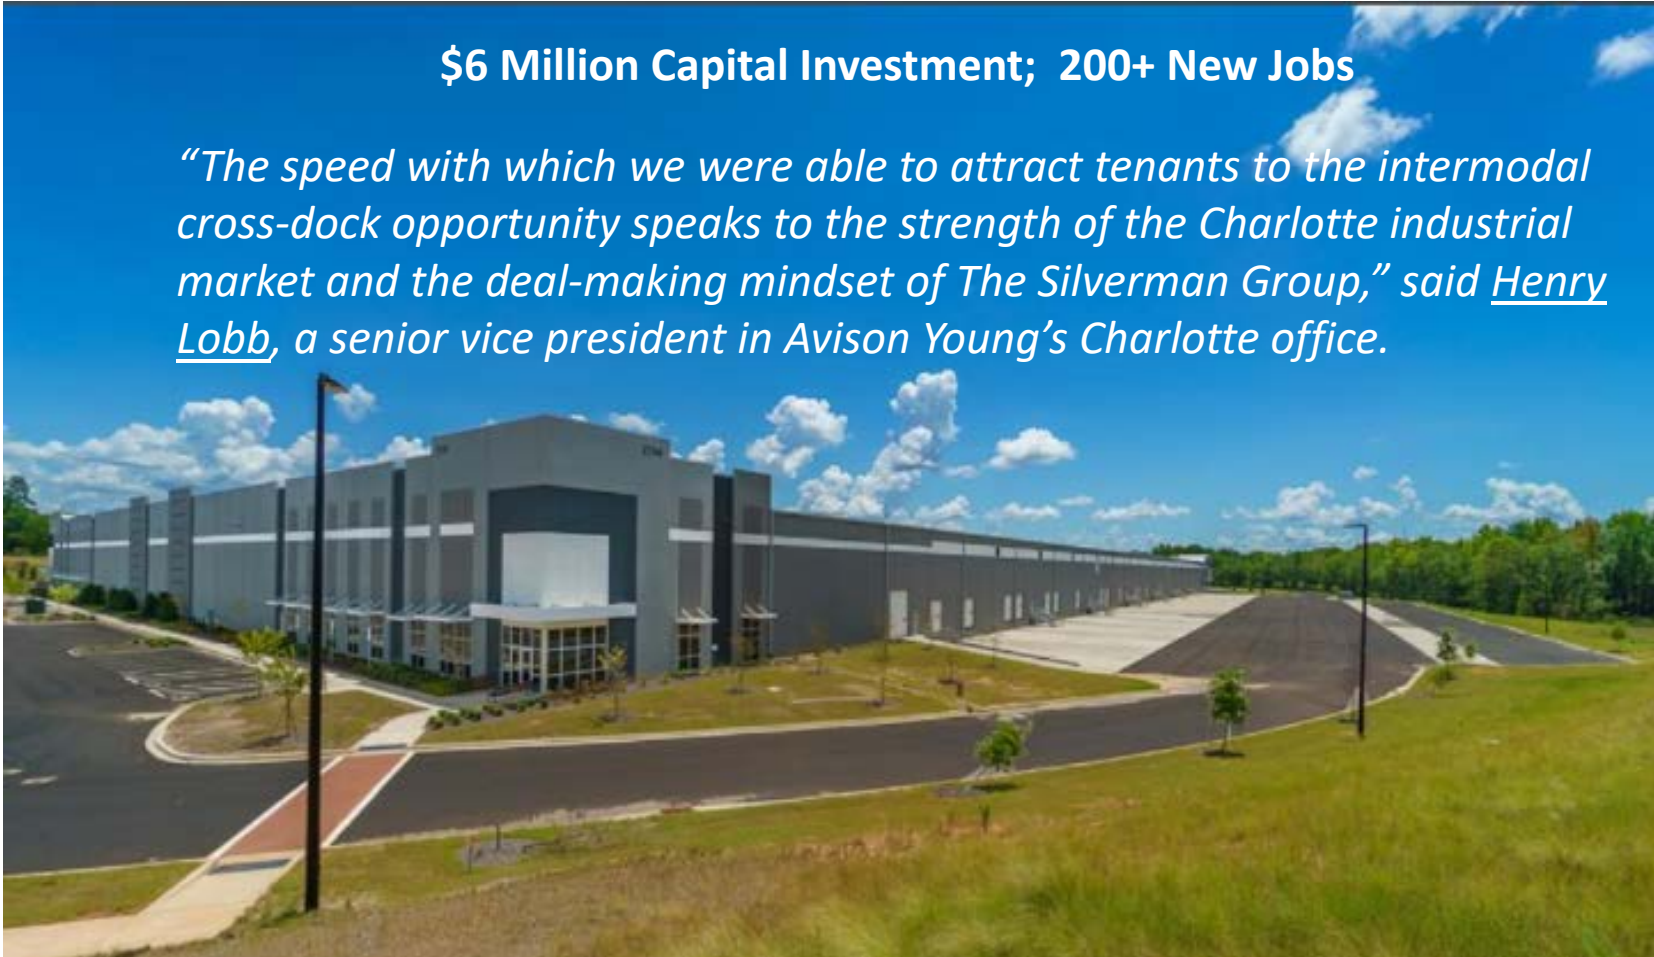 $6 Million Capital Investment;  200+ New Jobs
“The speed with which we were able to attract tenants to the intermodal
cross-dock opportunity speaks to the strength of the Charlotte industrial
market and the deal-making mindset of The Silverman Group,” said Henry
Lobb, a senior vice president in Avison Young’s Charlotte office.